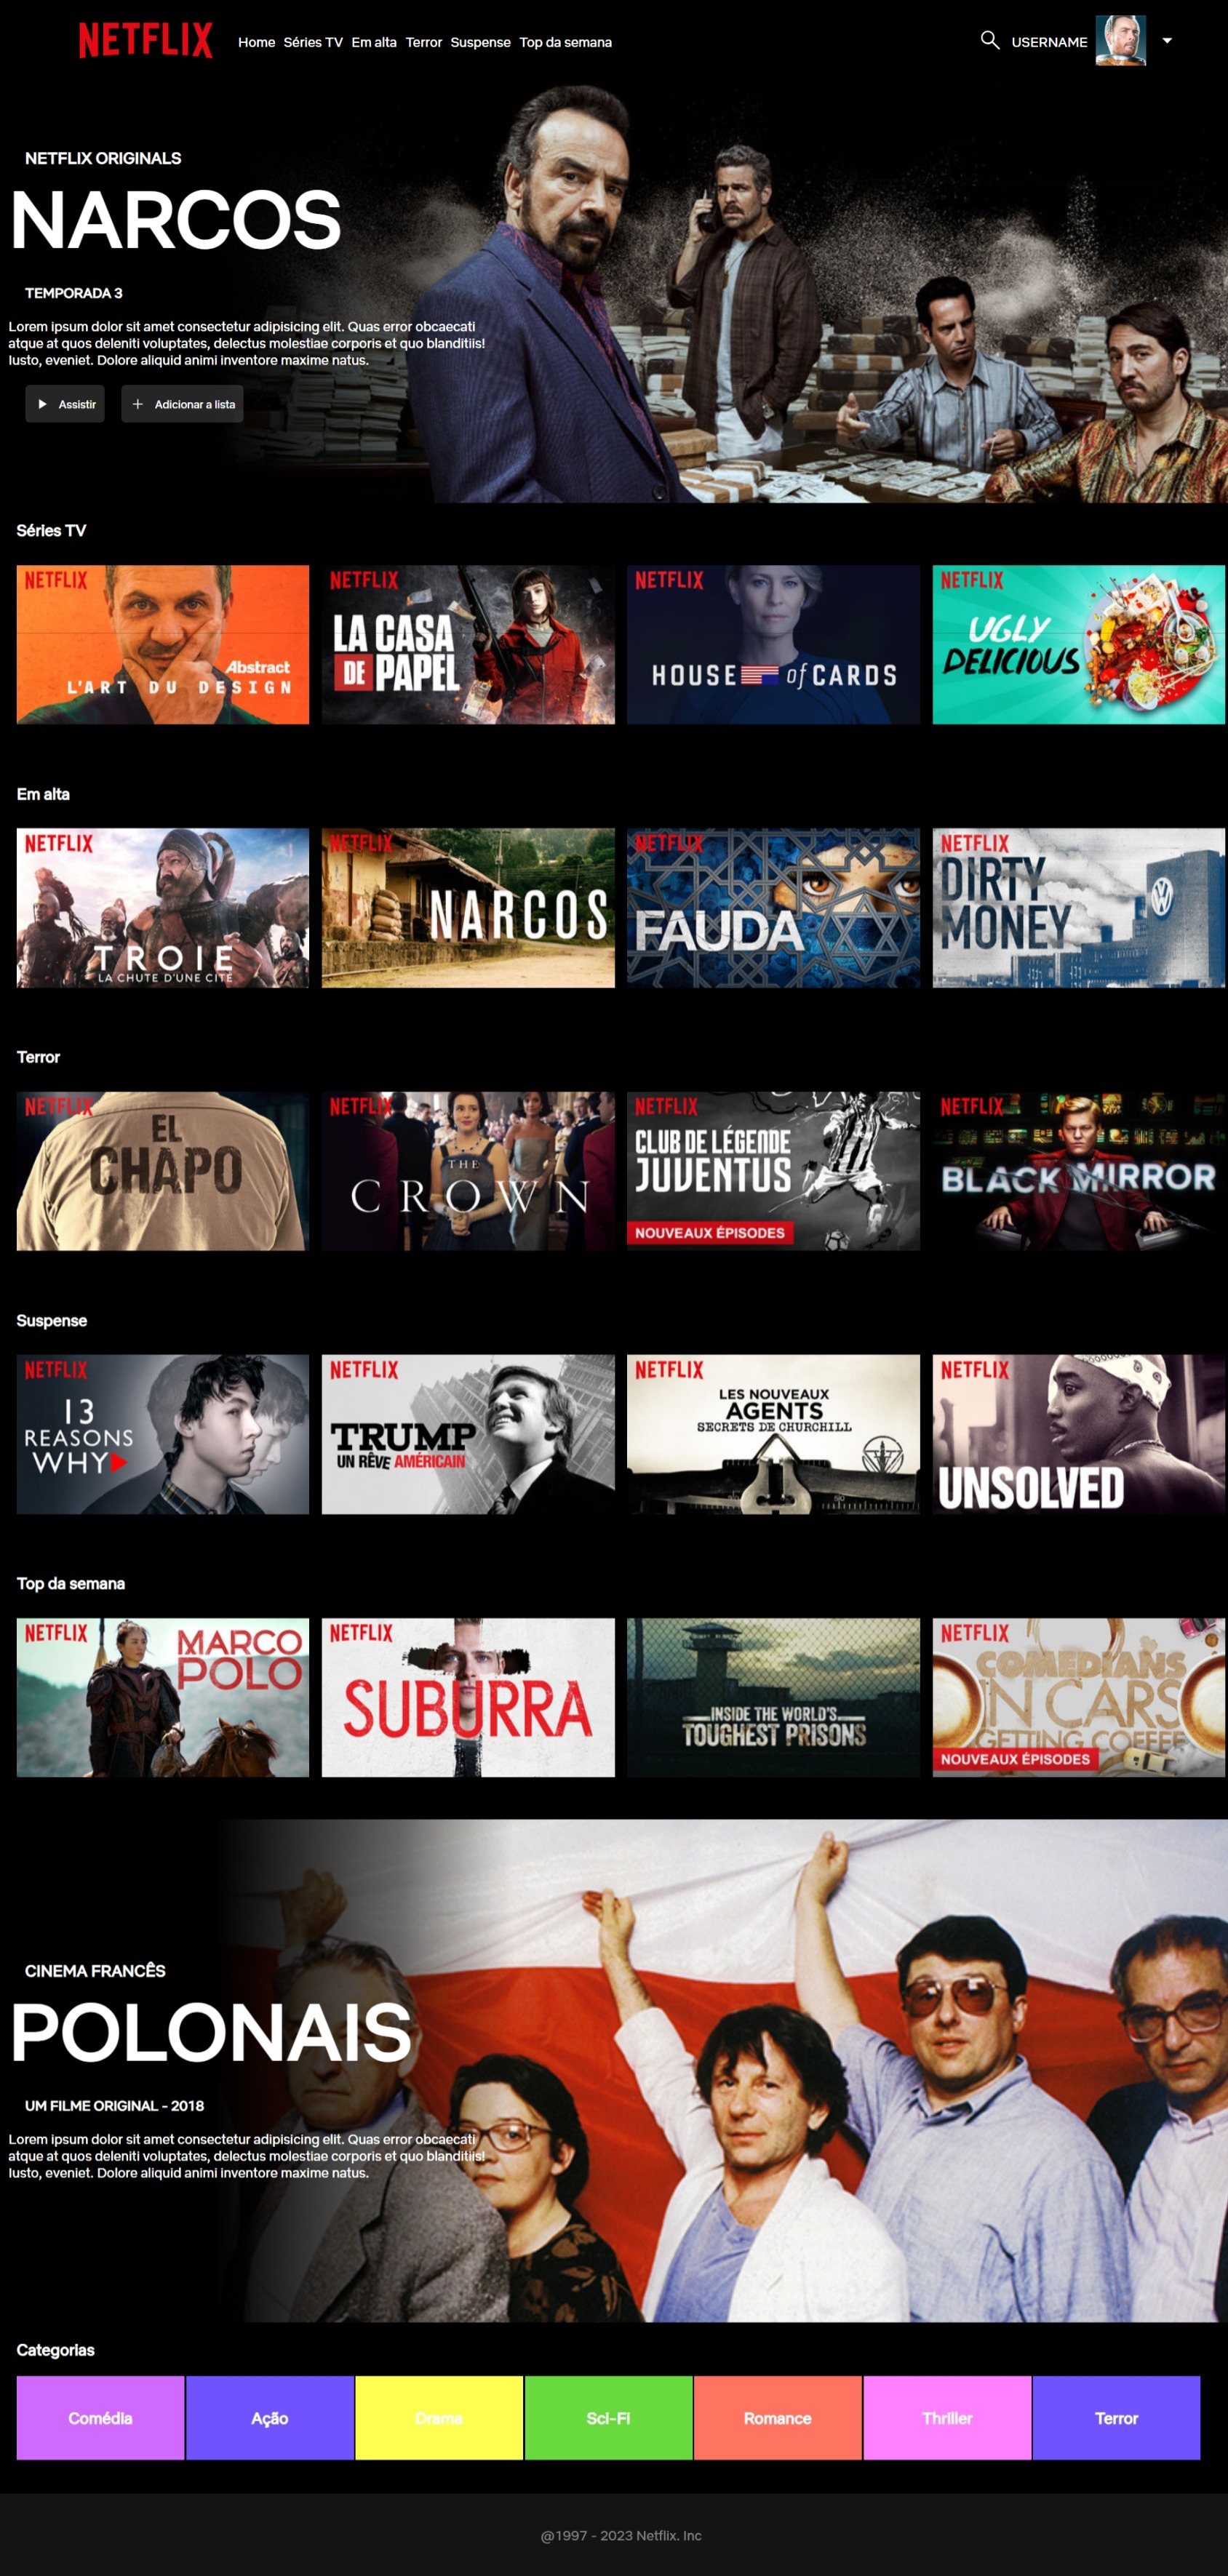 NETFLIX Home Séries TV Em alta Terror Suspense Top da semana USERNAME
NETFLIX ORIGINALS
NARCOS
TEMPORADA 3
Lorem ipsum dolor sit amet consectetur adipisicing elit. Quas error obcaecati
atque at quos deleniti voluptates, delectus molestiae corporis et quo blanditiis!
Iusto, eveniet. Dolore aliquid animi inventore maxime natus.
Assistir
Adicionar a lista
Séries TV
NETFLIX
Abstract
L'ART DU DESIGN
NETFLIX
LA CASA
DE PAPEL
NETFLIX
HOUSE of CARDS
NETFLIX
UGLY
DELICIOUS
Em alta
NETFLIX
TROIE
LA CHUTE D'UNE CITÉ
NETFLIX
NARCOS
NETFLIX
FAUDA
NETFLIX
DIRTY
MONEY
Terror
NETFLIX
EL
CHAPO
NETFLIX
THE
CROWN
NETFLIX
CLUB DE LÉGENDE
JUVENTUS
NOUVEAUX ÉPISODES
NETFLIX
BLACK MIRROR
Suspense
NETFLIX
13
REASONS
WHY
NETFLIX
TRUMP
UN RÊVE AMÉRICAIN
NETFLIX
LES NOUVEAUX
AGENTS
SECRETS DE CHURCHILL
NETFLIX
UNSOLVED
Top da semana
NETFLIX
MARCO
POLO
NETFLIX
SUBURRA
INSIDE THE WORLD'S
TOUGHEST PRISONS
NETFLIX
COMEDIANS
IN CARS
GETTING COFFEE
NOUVEAUX ÉPISODES
CINEMA FRANCÊS
POLONAIS
UM FILME ORIGINAL - 2018
Lorem ipsum dolor sit amet consectetur adipisicing elit. Quas error obcaecati
atque at quos deleniti voluptates, delectus molestiae corporis et quo blanditiis!
Iusto, eveniet. Dolore aliquid animi inventore maxime natus.
Categorias
Comédia
Ação
Drama
Sci-Fi
Romance
Thriller
Terror
@1997 - 2023 Netflix. Inc